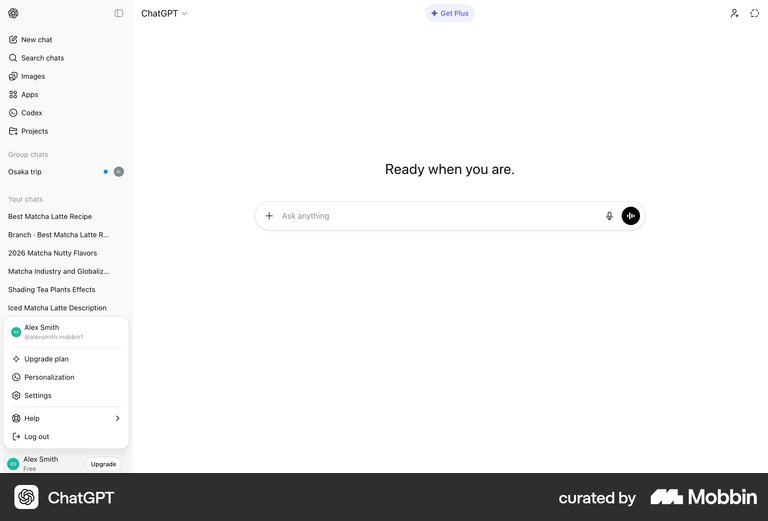 ChatGPT
Get Plus
New chat
Search chats
Images
Apps
Codex
Projects
Group chats
Osaka trip
SL
Your chats
Best Matcha Latte Recipe
Branch · Best Matcha Latte R...
2026 Matcha Nutty Flavors
Matcha Industry and Globaliz...
Shading Tea Plants Effects
Iced Matcha Latte Description
Ready when you are.
Ask anything
AS
Alex Smith
@alexsmith.mobbin1
Upgrade plan
Personalization
Settings
Help
Log out
AS
Alex Smith
Free
Upgrade
ChatGPT
curated by
Mobbin